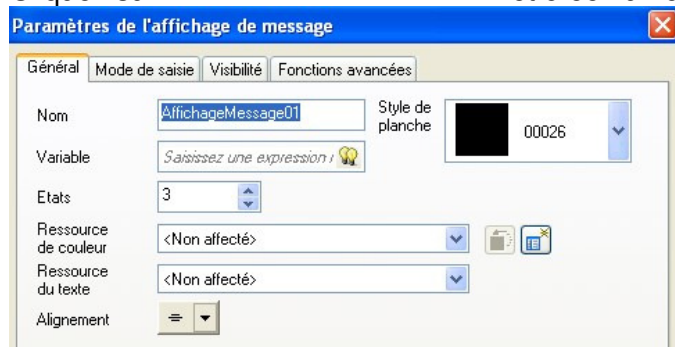 Paramètres de l'affichage de message
Général Mode de saisie Visibilité Fonctions avancées
Nom AffichageMessage01 Style de planche 00026
Variable Saisissez une expression
Etats 3
Ressource de couleur <Non affecté>
Ressource du texte <Non affecté>
Alignement